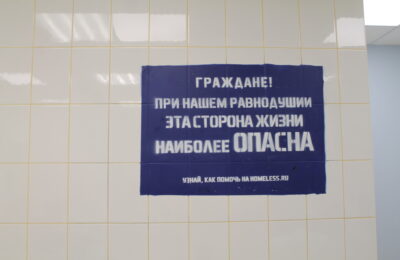 ГРАЖДАНЕ!
ПРИ НАШЕМ РАВНОДУШИИ
ЭТА СТОРОНА ЖИЗНИ
НАИБОЛЕЕ ОПАСНА
УЗНАЙ, КАК ПОМОЧЬ НА HOMELESS.RU